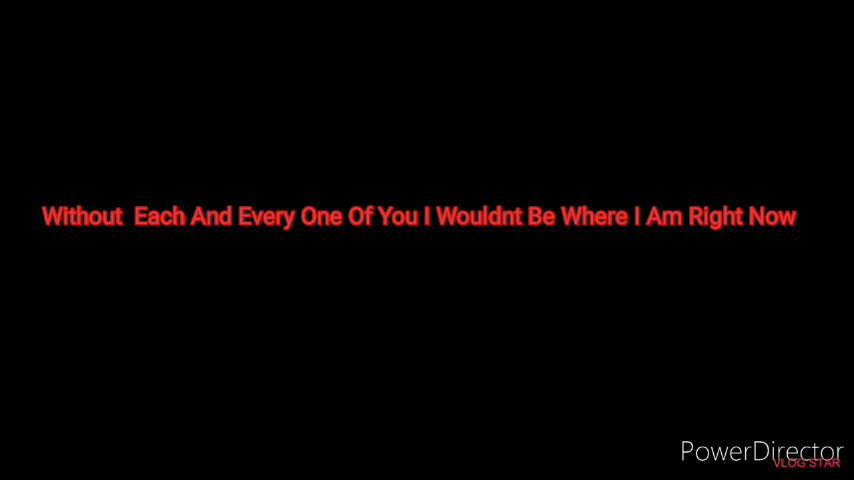 Without  Each And Every One Of You I Wouldnt Be Where I Am Right Now
PowerDirector
VLOG STAR